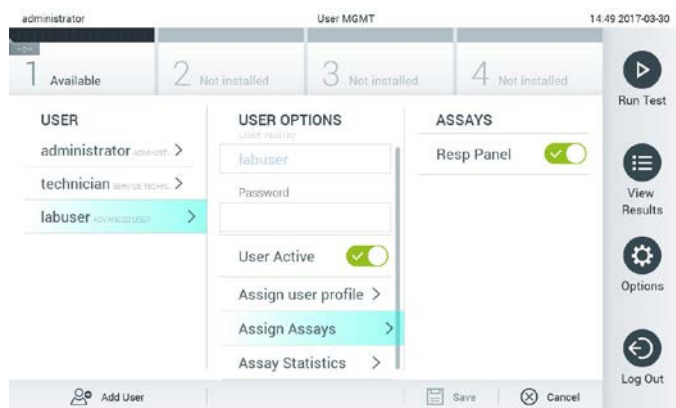 administrator User MGMT 14:49 2017-03-30
1 Available 2 Not installed 3 Not installed 4 Not installed
Run Test
USER
administrator
technician
labuser ADVANCED USER
USER OPTIONS
labuser
Password
User Active
Assign user profile
Assign Assays
Assay Statistics
ASSAYS
Resp Panel
View
Results
Options
Log Out
Add User Save Cancel